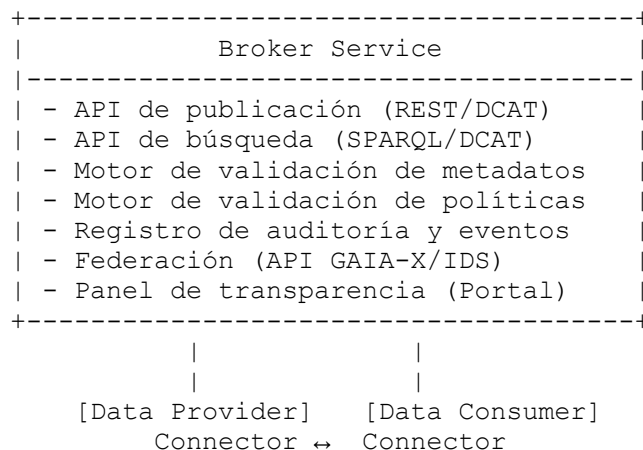 +---------------------------------------+
|            Broker Service             |
|---------------------------------------|
| - API de publicación (REST/DCAT)      |
| - API de búsqueda (SPARQL/DCAT)       |
| - Motor de validación de metadatos    |
| - Motor de validación de políticas    |
| - Registro de auditoría y eventos     |
| - Federación (API GAIA-X/IDS)         |
| - Panel de transparencia (Portal)     |
+---------------------------------------+
           |              |
           |              |
    [Data Provider]   [Data Consumer]
         Connector ↔  Connector